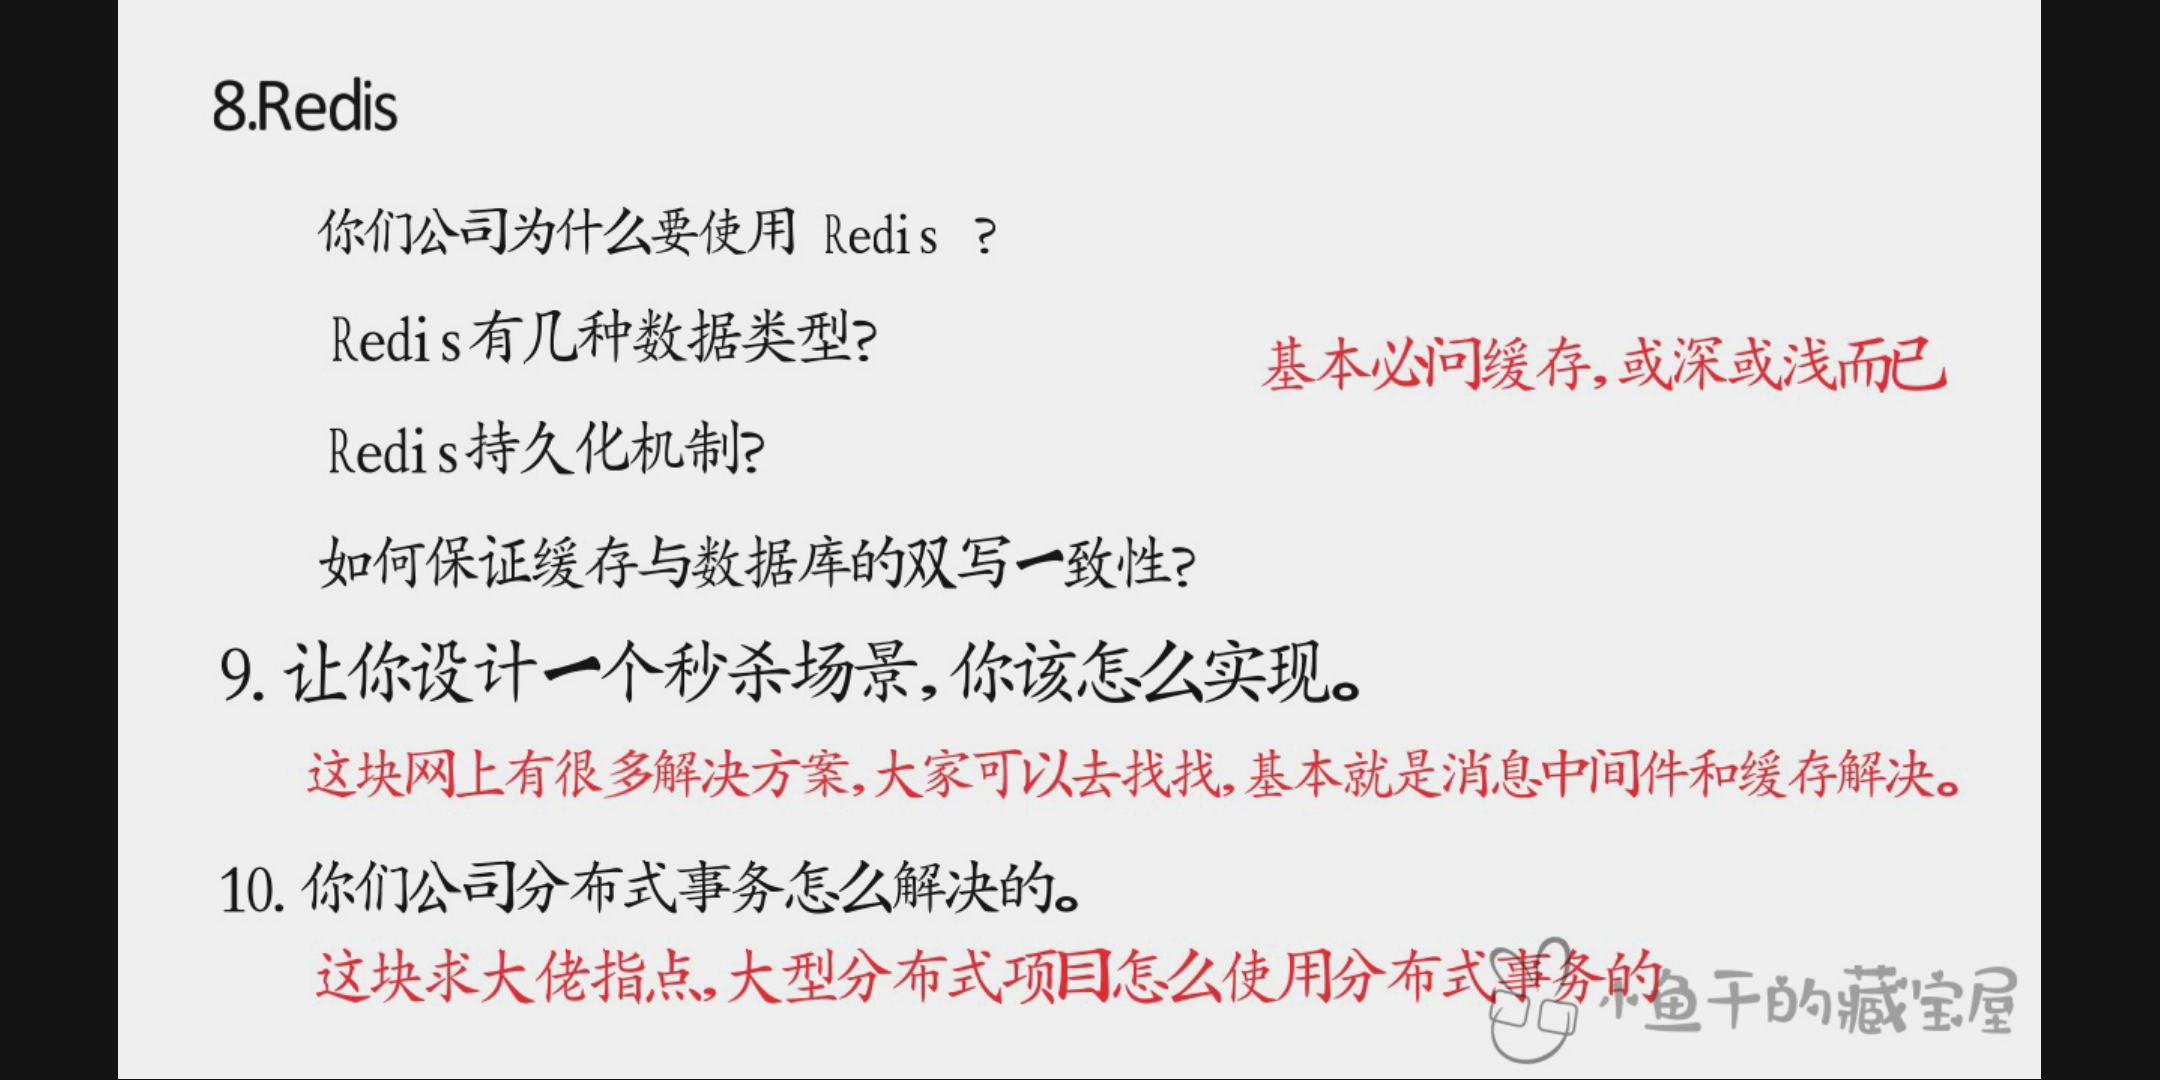 8.Redis
你们公司为什么要使用 Redis ?
Redis有几种数据类型?
基本必问缓存,或深或浅而已
Redis持久化机制?
如何保证缓存与数据库的双写一致性?
9. 让你设计一个秒杀场景,你该怎么实现。
这块网上有很多解决方案,大家可以去找找,基本就是消息中间件和缓存解决。
10. 你们公司分布式事务怎么解决的。
这块求大佬指点,大型分布式项目怎么使用分布式事务的
小鱼干的藏宝屋